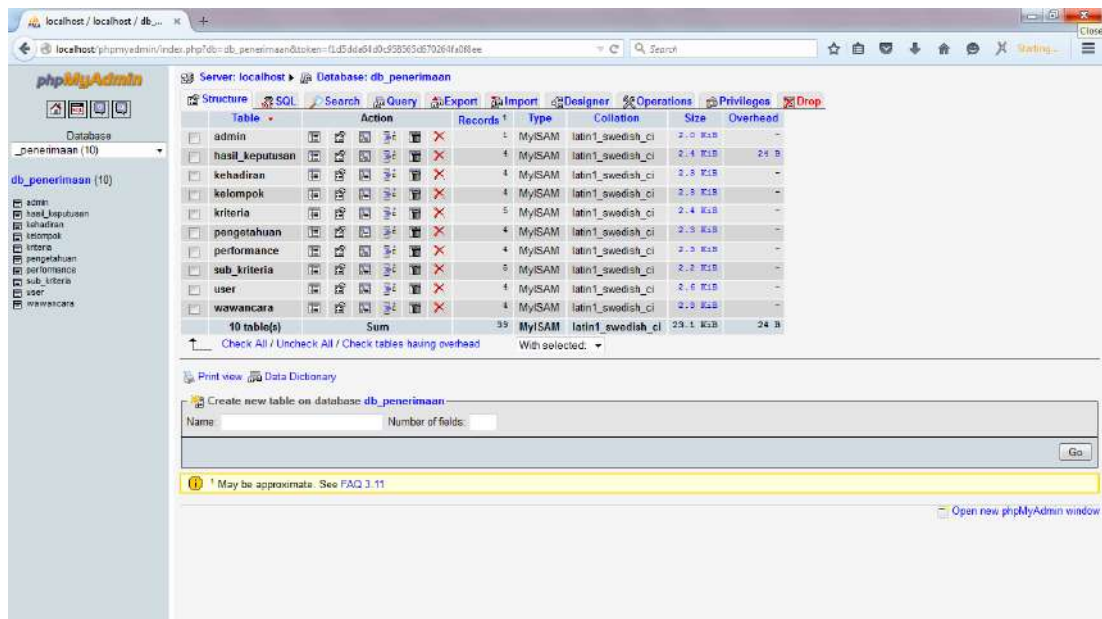 localhost / localhost / db_...
Close
localhost/phpmyadmin/index.php?db=db_penerimaan&token=
Search
Starting...
phpMyAdmin
Database
_penerimaan (10)
db_penerimaan (10)
admin
hasil_keputusan
kehadiran
kelompok
kriteria
pengetahuan
performance
sub_kriteria
user
wawancara
Server: localhost Database: db_penerimaan
Structure SQL Search Query Export Import Designer Operations Privileges Drop
Table Action Records 1 Type Collation Size Overhead
admin 1 MyISAM latin1_swedish_ci 2.0 KiB -
hasil_keputusan 4 MyISAM latin1_swedish_ci 2.4 KiB 24 B
kehadiran 4 MyISAM latin1_swedish_ci 2.3 KiB -
kelompok 4 MyISAM latin1_swedish_ci 2.3 KiB -
kriteria 5 MyISAM latin1_swedish_ci 2.4 KiB -
pengetahuan 4 MyISAM latin1_swedish_ci 2.3 KiB -
performance 4 MyISAM latin1_swedish_ci 2.3 KiB -
sub_kriteria MyISAM latin1_swedish_ci 2.2 KiB -
user 4 MyISAM latin1_swedish_ci 2.6 KiB -
wawancara 4 MyISAM latin1_swedish_ci 2.3 KiB -
10 table(s) Sum 39 MyISAM latin1_swedish_ci 23.1 KiB 24 B
Check All / Uncheck All / Check tables having overhead With selected:
Print view Data Dictionary
Create new table on database db_penerimaan
Name: Number of fields:
Go
1 May be approximate. See FAQ 3.11
Open new phpMyAdmin window